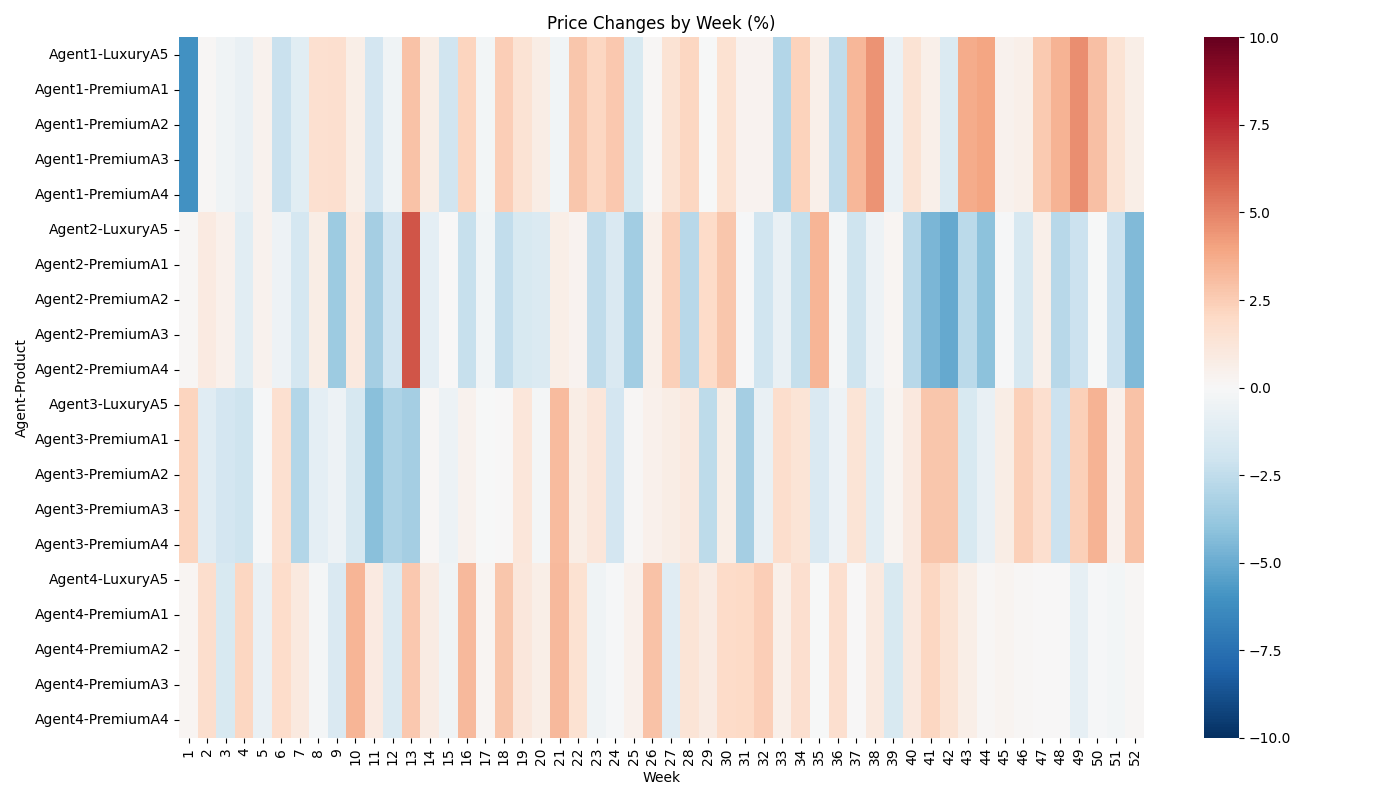 Price Changes by Week (%)
Agent-Product
Agent1-LuxuryA5
Agent1-PremiumA1
Agent1-PremiumA2
Agent1-PremiumA3
Agent1-PremiumA4
Agent2-LuxuryA5
Agent2-PremiumA1
Agent2-PremiumA2
Agent2-PremiumA3
Agent2-PremiumA4
Agent3-LuxuryA5
Agent3-PremiumA1
Agent3-PremiumA2
Agent3-PremiumA3
Agent3-PremiumA4
Agent4-LuxuryA5
Agent4-PremiumA1
Agent4-PremiumA2
Agent4-PremiumA3
Agent4-PremiumA4
1 2 3 4 5 6 7 8 9 10 11 12 13 14 15 16 17 18 19 20 21 22 23 24 25 26 27 28 29 30 31 32 33 34 35 36 37 38 39 40 41 42 43 44 45 46 47 48 49 50 51 52
Week
10.0
7.5
5.0
2.5
0.0
−2.5
−5.0
−7.5
−10.0